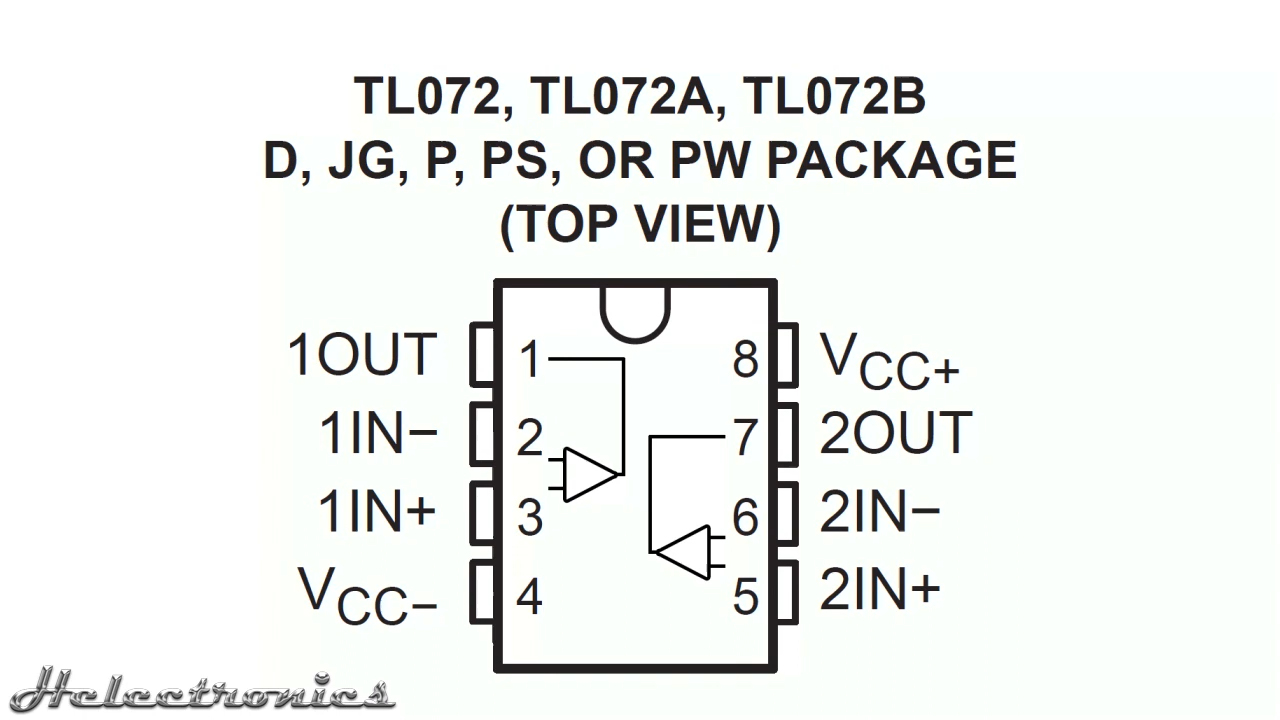 TL072, TL072A, TL072B
D, JG, P, PS, OR PW PACKAGE
(TOP VIEW)
1OUT 1 8 VCC+
1IN− 2 7 2OUT
1IN+ 3 6 2IN−
VCC− 4 5 2IN+
Helectronics